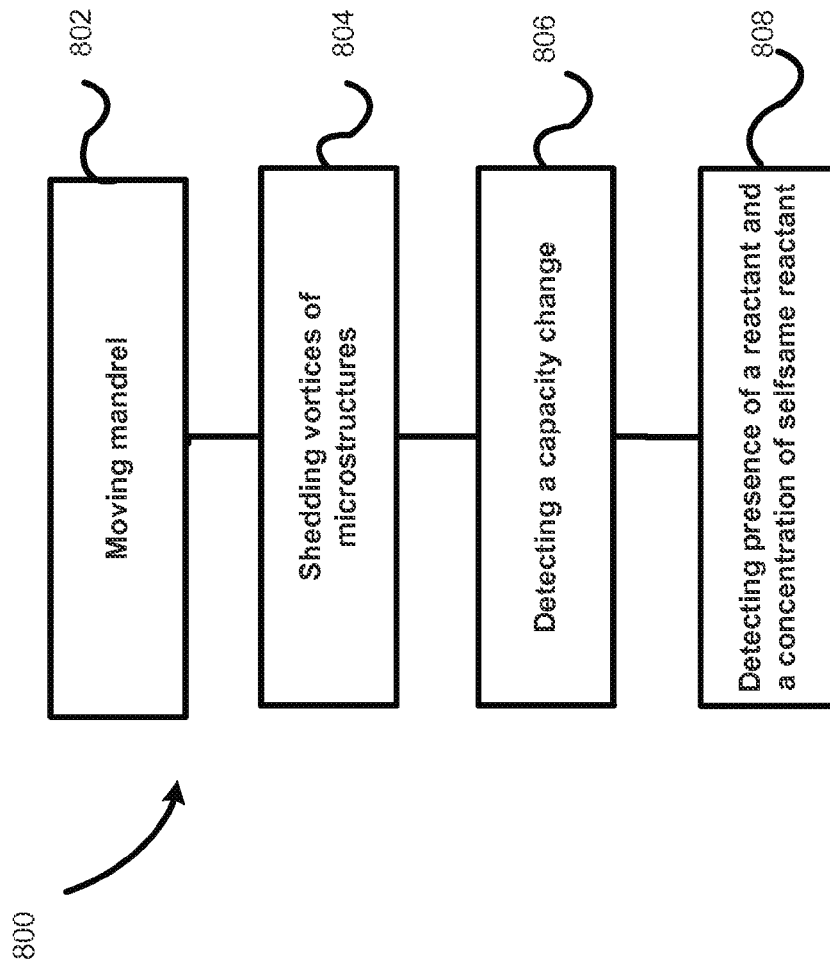 800
Moving mandrel
802
Shedding vortices of
microstructures
804
Detecting a capacity change
806
Detecting presence of a reactant and
a concentration of selfsame reactant
808